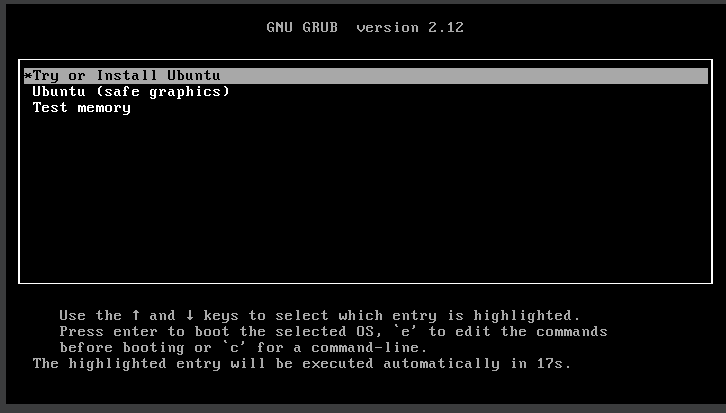 GNU GRUB  version 2.12
*Try or Install Ubuntu
Ubuntu (safe graphics)
Test memory
Use the ↑ and ↓ keys to select which entry is highlighted.
Press enter to boot the selected OS, `e' to edit the commands
before booting or `c' for a command-line.
The highlighted entry will be executed automatically in 17s.